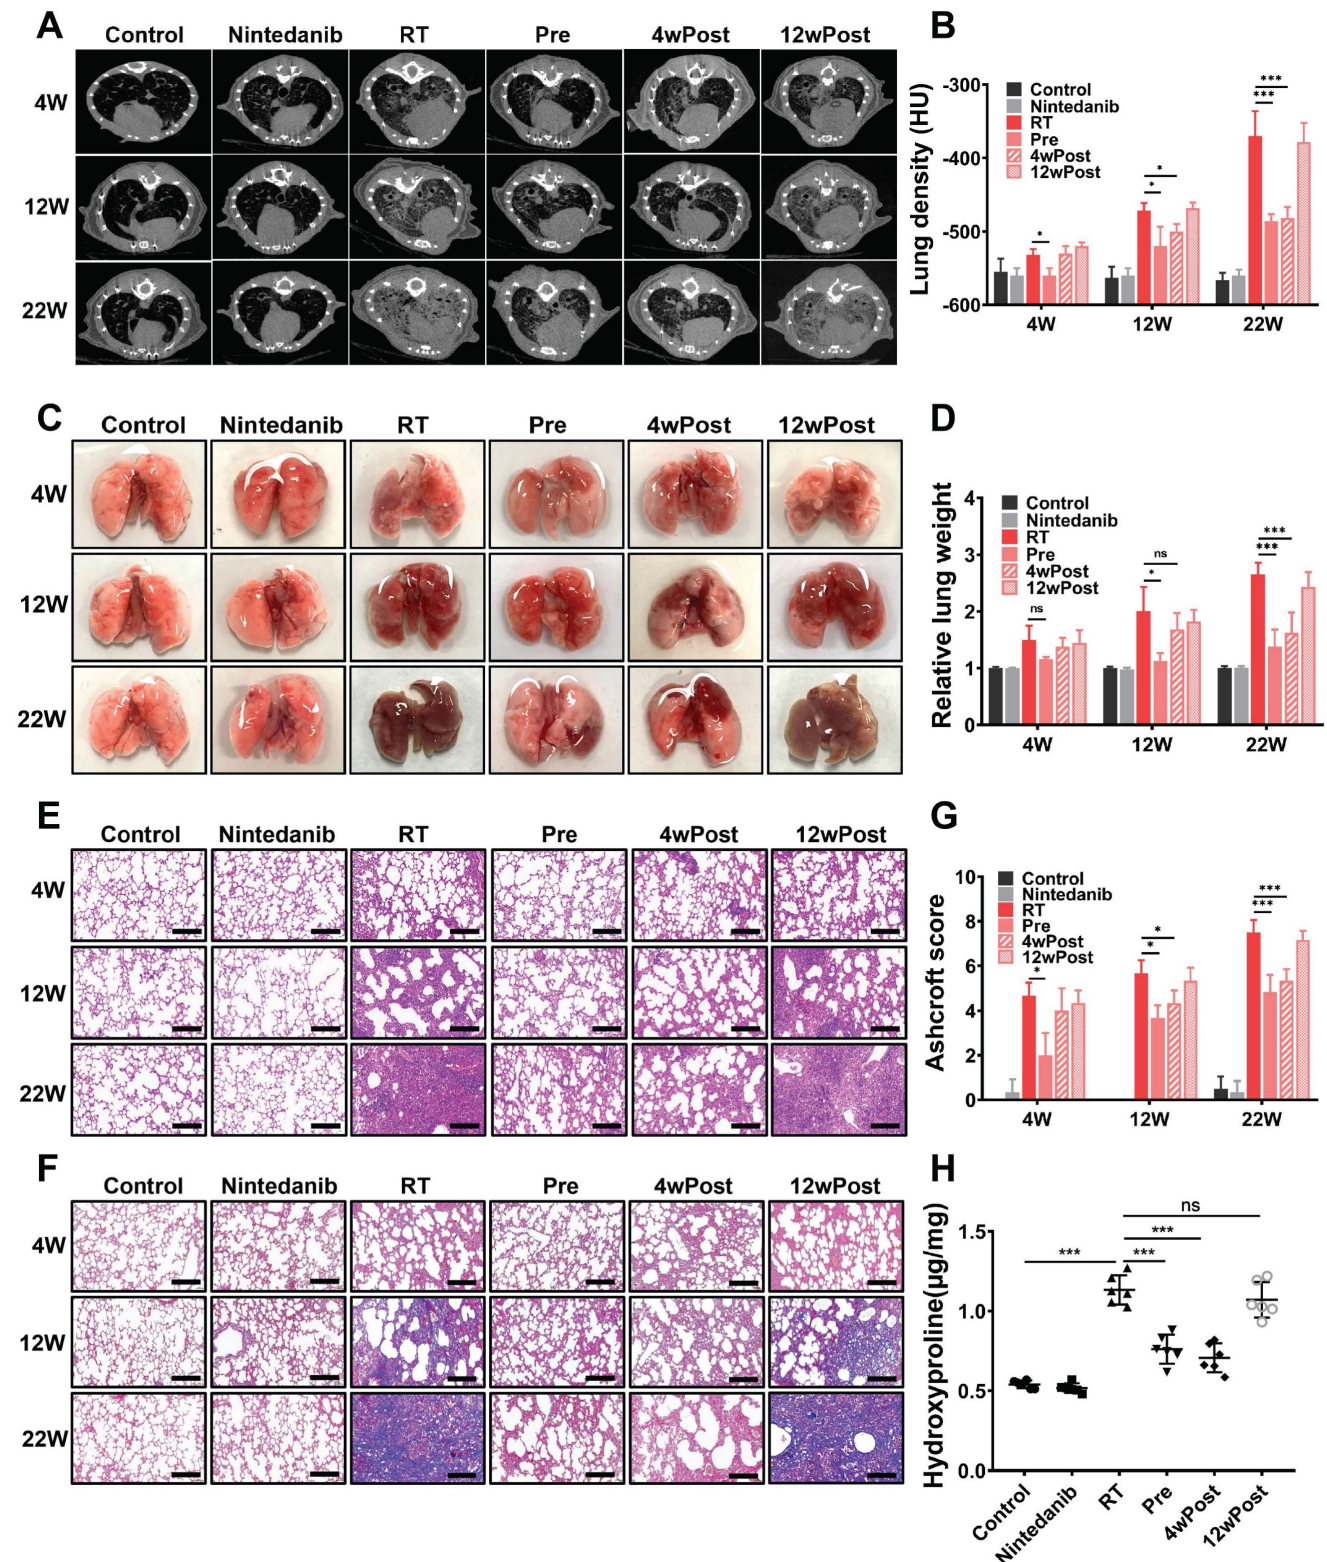 A
Control Nintedanib RT Pre 4wPost 12wPost
4W
12W
22W
B
Lung density (HU)
-300
-400
-500
-600
Control
Nintedanib
RT
Pre
4wPost
12wPost
*
* *
*** ***
4W 12W 22W
C
Control Nintedanib RT Pre 4wPost 12wPost
4W
12W
22W
D
Relative lung weight
4
3
2
1
0
Control
Nintedanib
RT
Pre
4wPost
12wPost
ns
ns
*
***
***
4W 12W 22W
E
Control Nintedanib RT Pre 4wPost 12wPost
4W
12W
22W
G
Ashcroft score
10
8
6
4
2
0
Control
Nintedanib
RT
Pre
4wPost
12wPost
*
*
*
***
***
4W 12W 22W
F
Control Nintedanib RT Pre 4wPost 12wPost
4W
12W
22W
H
Hydroxyproline(μg/mg)
1.5
1.0
0.5
0.0
ns
***
*** ***
Control Nintedanib RT Pre 4wPost 12wPost